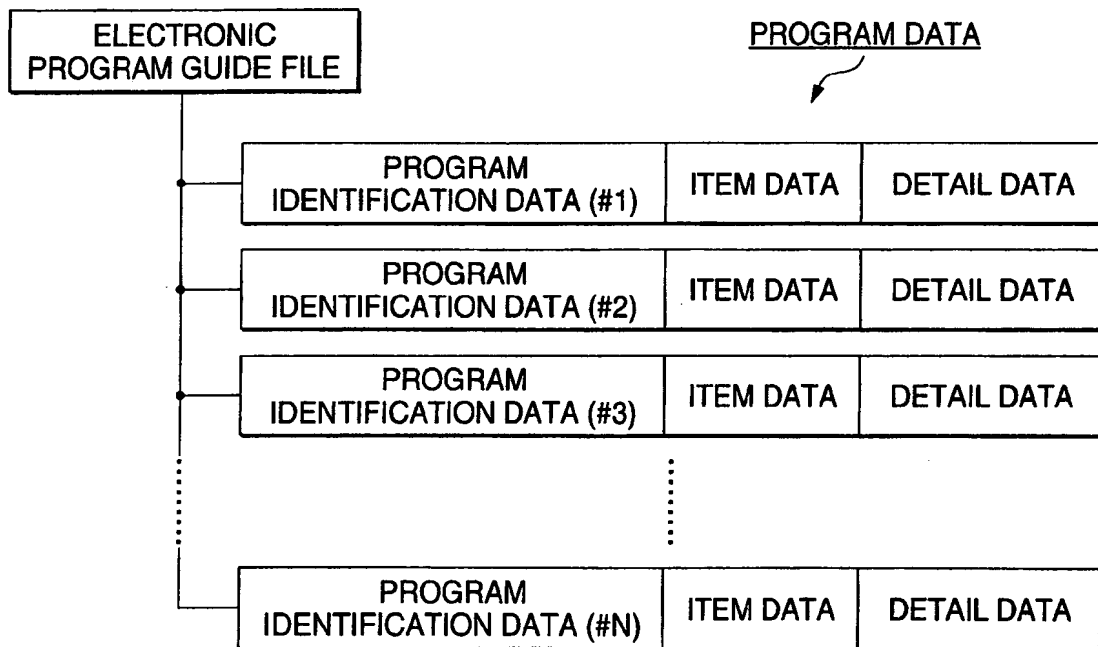 ELECTRONIC
PROGRAM GUIDE FILE
PROGRAM DATA
PROGRAM
IDENTIFICATION DATA (#1)
ITEM DATA
DETAIL DATA
PROGRAM
IDENTIFICATION DATA (#2)
ITEM DATA
DETAIL DATA
PROGRAM
IDENTIFICATION DATA (#3)
ITEM DATA
DETAIL DATA
PROGRAM
IDENTIFICATION DATA (#N)
ITEM DATA
DETAIL DATA